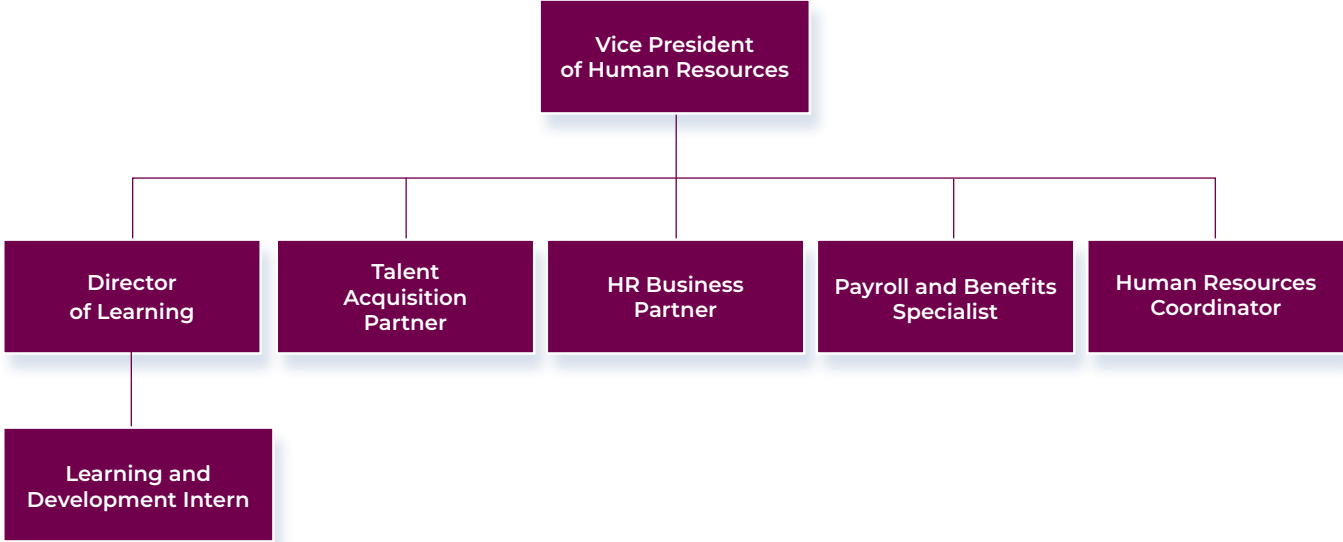 Vice President
of Human Resources
Director
of Learning
Talent
Acquisition
Partner
HR Business
Partner
Payroll and Benefits
Specialist
Human Resources
Coordinator
Learning and
Development Intern